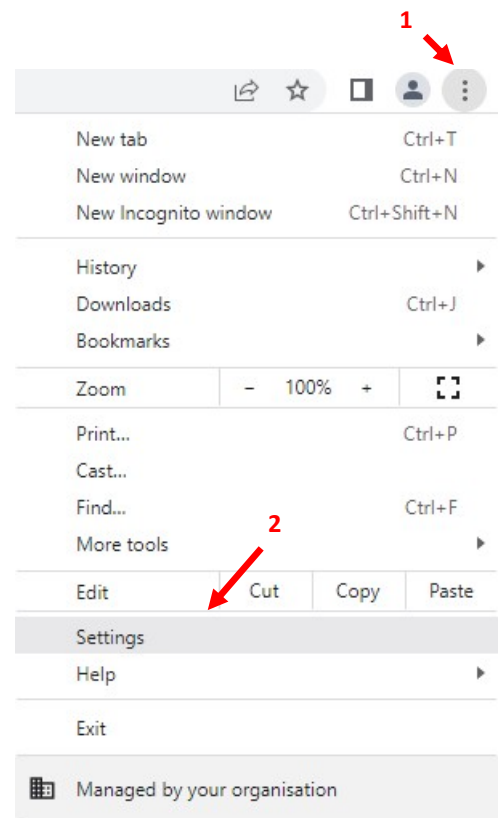 1
New tab Ctrl+T
New window Ctrl+N
New Incognito window Ctrl+Shift+N
History
Downloads Ctrl+J
Bookmarks
Zoom - 100% +
Print... Ctrl+P
Cast...
Find... Ctrl+F
2
More tools
Edit Cut Copy Paste
Settings
Help
Exit
Managed by your organisation